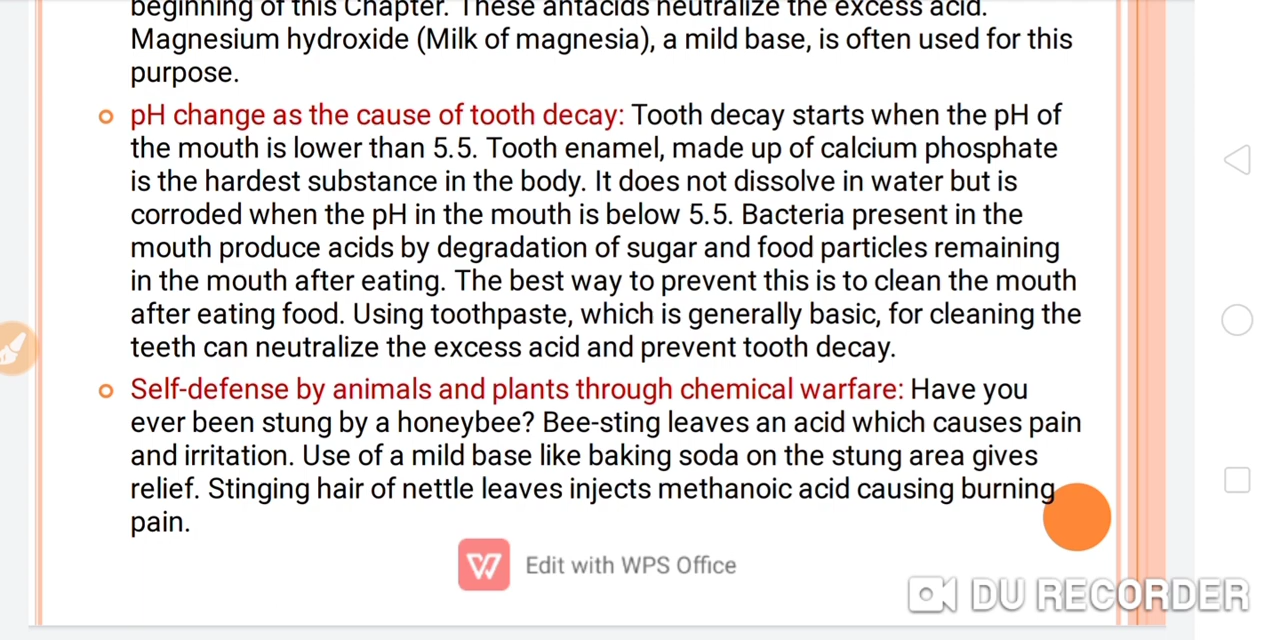 beginning of this Chapter. These antacids neutralize the excess acid.
Magnesium hydroxide (Milk of magnesia), a mild base, is often used for this
purpose.
pH change as the cause of tooth decay: Tooth decay starts when the pH of
the mouth is lower than 5.5. Tooth enamel, made up of calcium phosphate
is the hardest substance in the body. It does not dissolve in water but is
corroded when the pH in the mouth is below 5.5. Bacteria present in the
mouth produce acids by degradation of sugar and food particles remaining
in the mouth after eating. The best way to prevent this is to clean the mouth
after eating food. Using toothpaste, which is generally basic, for cleaning the
teeth can neutralize the excess acid and prevent tooth decay.
Self-defense by animals and plants through chemical warfare: Have you
ever been stung by a honeybee? Bee-sting leaves an acid which causes pain
and irritation. Use of a mild base like baking soda on the stung area gives
relief. Stinging hair of nettle leaves injects methanoic acid causing burning
pain.
Edit with WPS Office
DU RECORDER